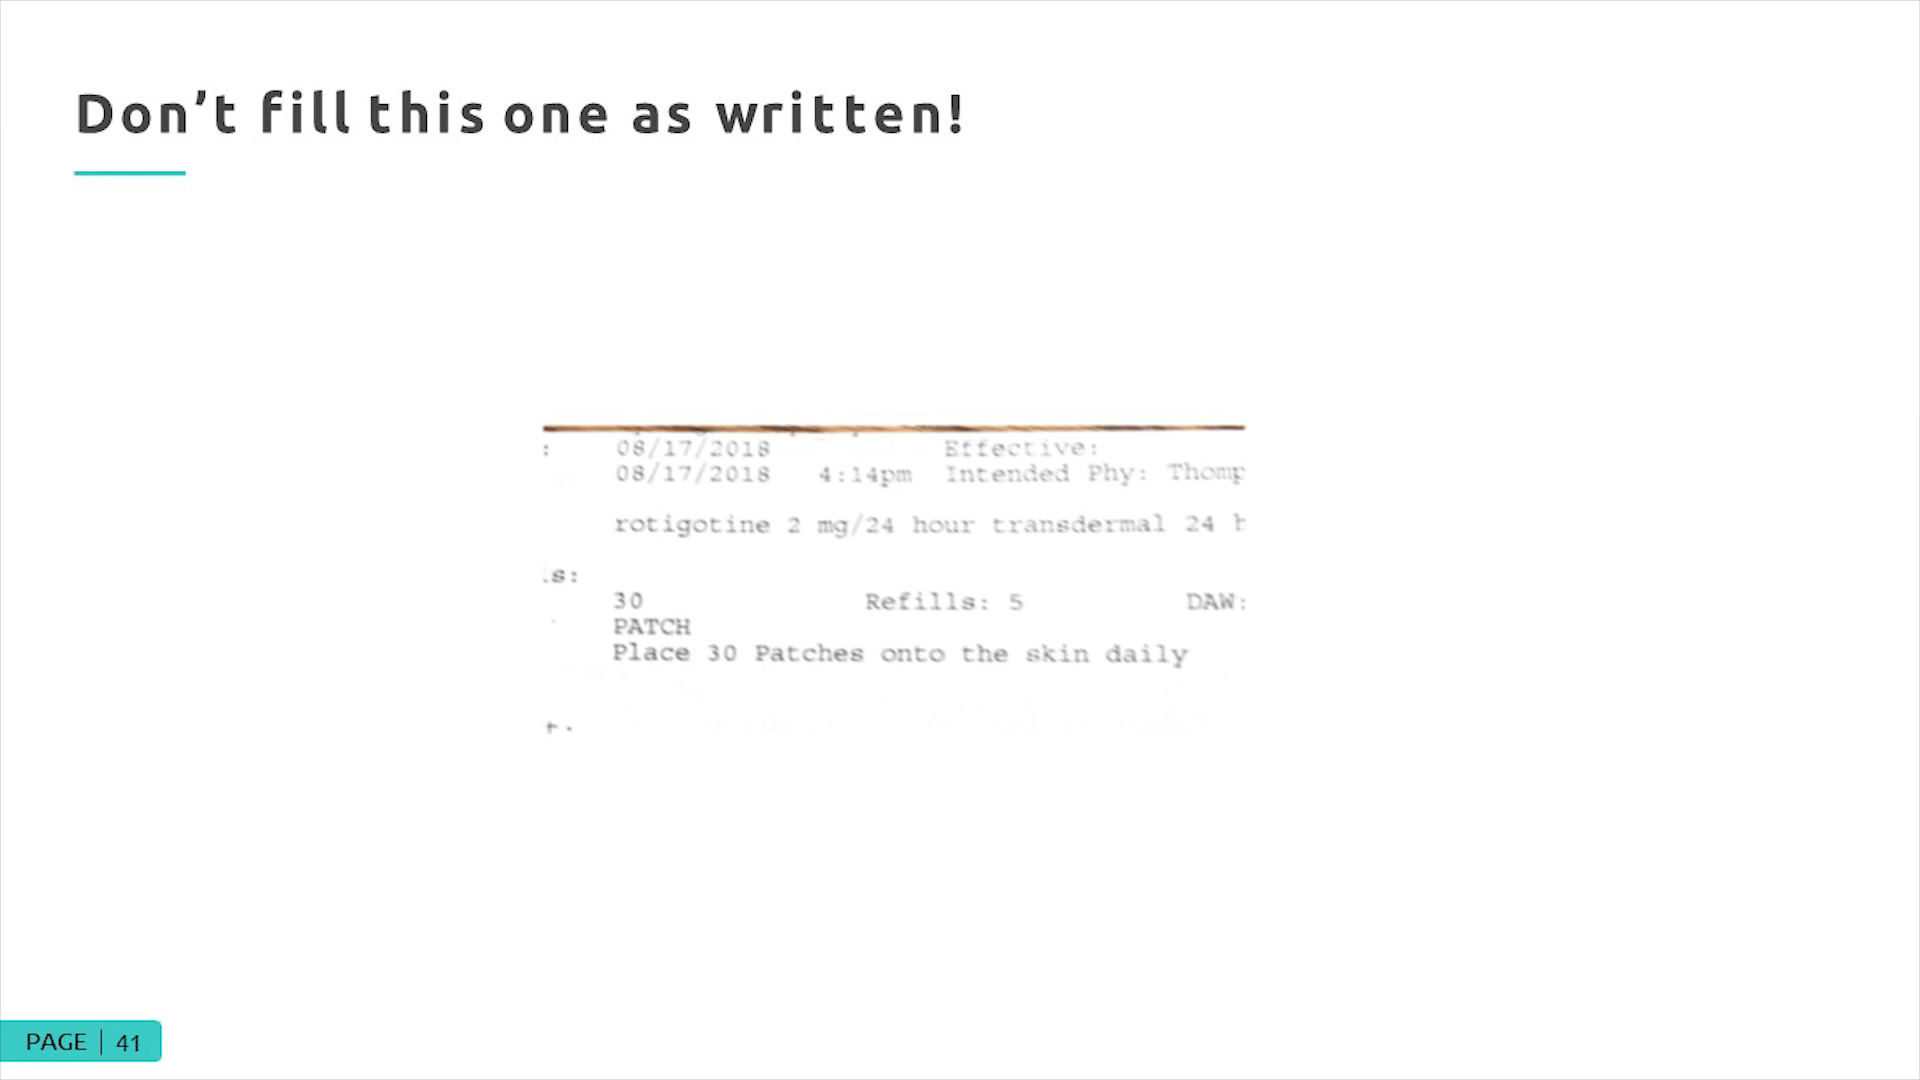 Don’t fill this one as written!
: 08/17/2018 Effective:
08/17/2018 4:14pm Intended Phy: Thomp
rotigotine 2 mg/24 hour transdermal 24 h
s:
30 Refills: 5 DAW:
PATCH
Place 30 Patches onto the skin daily
PAGE | 41